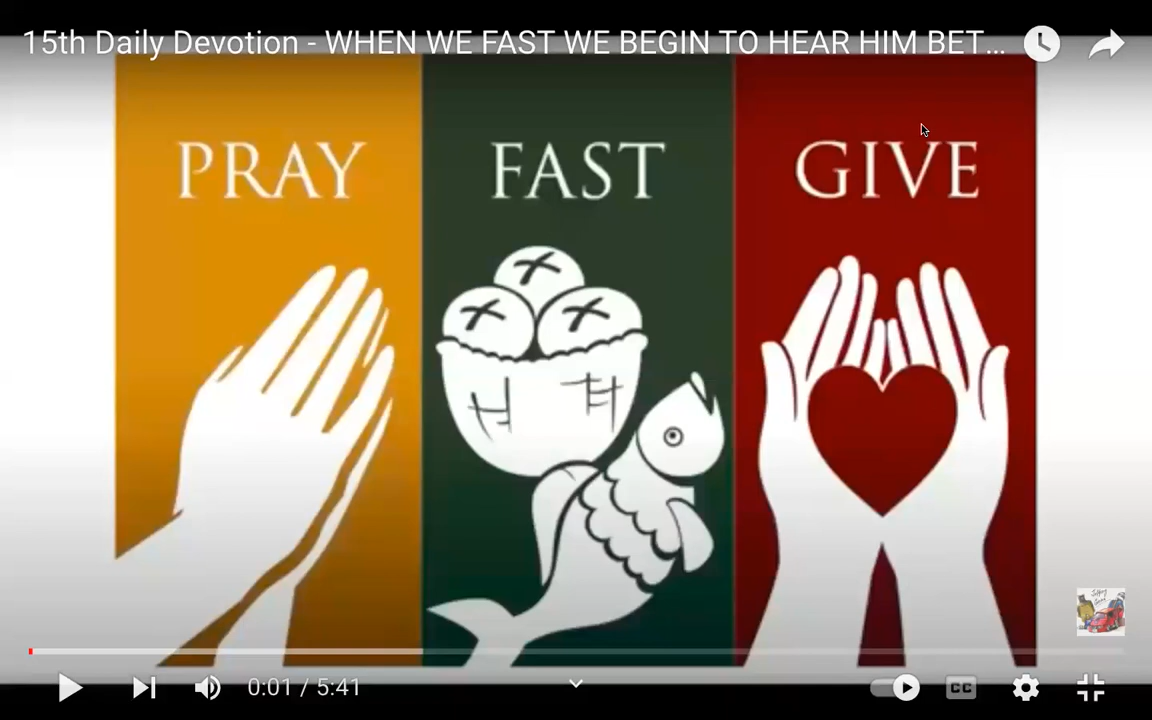 15th Daily Devotion - WHEN WE FAST WE BEGIN TO HEAR HIM BET...
PRAY FAST GIVE
0:01 / 5:41
CC